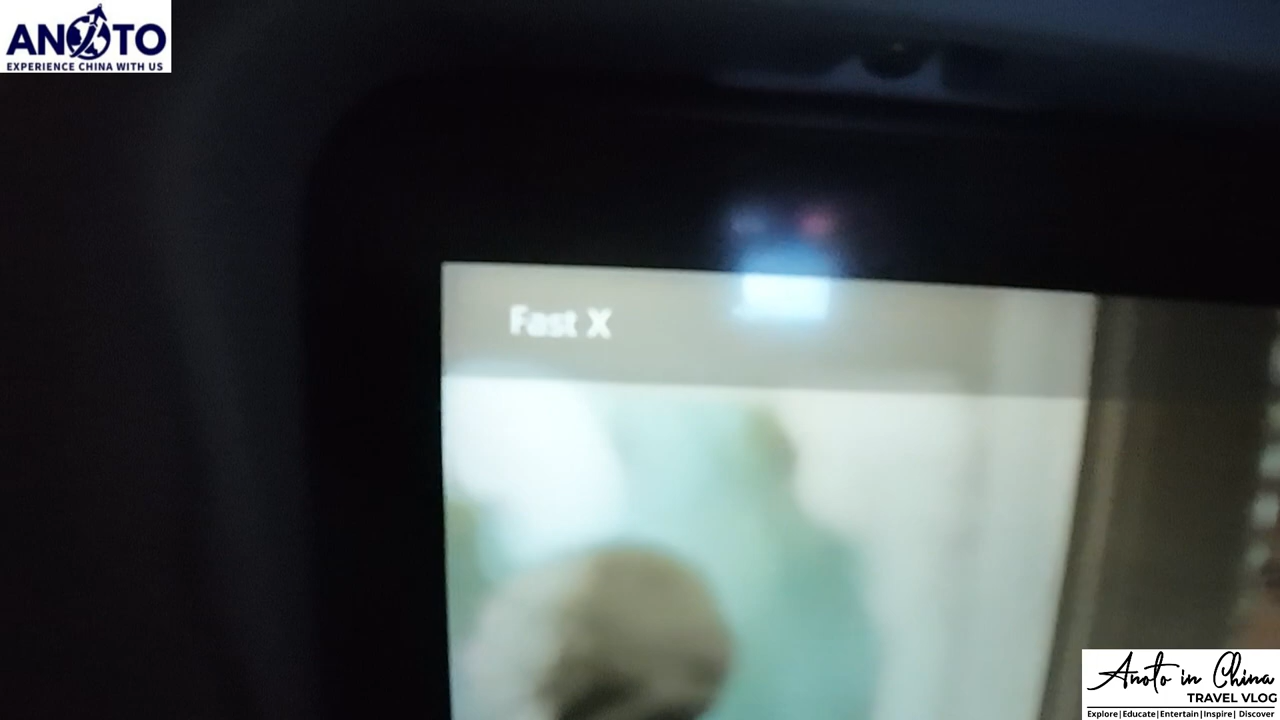 ANOTO
EXPERIENCE CHINA WITH US
Fast X
Anoto in China
TRAVEL VLOG
Explore|Educate|Entertain|Inspire| Discover